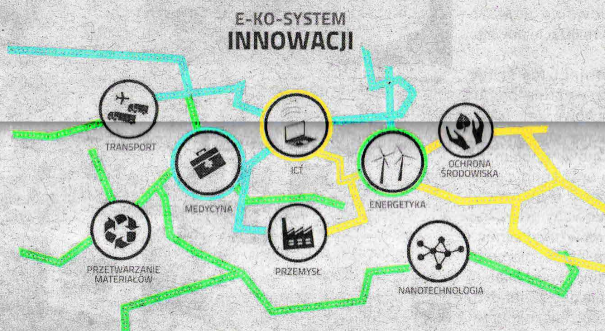 E-KO-SYSTEM
INNOWACJI
TRANSPORT
ICT
OCHRONA
ŚRODOWISKA
MEDYCYNA
ENERGETYKA
PRZETWARZANIE
MATERIAŁÓW
PRZEMYSŁ
NANOTECHNOLOGIA